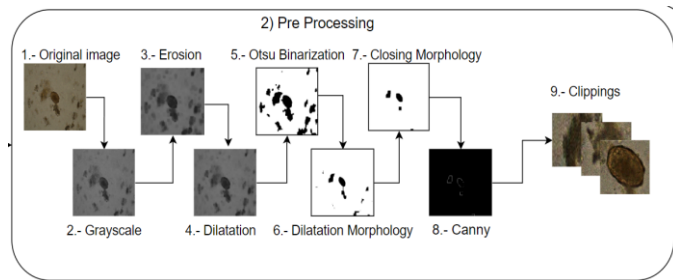 2) Pre Processing
1.- Original image
3.- Erosion
5.- Otsu Binarization
7.- Closing Morphology
9.- Clippings
2.- Grayscale
4.- Dilatation
6.- Dilatation Morphology
8.- Canny